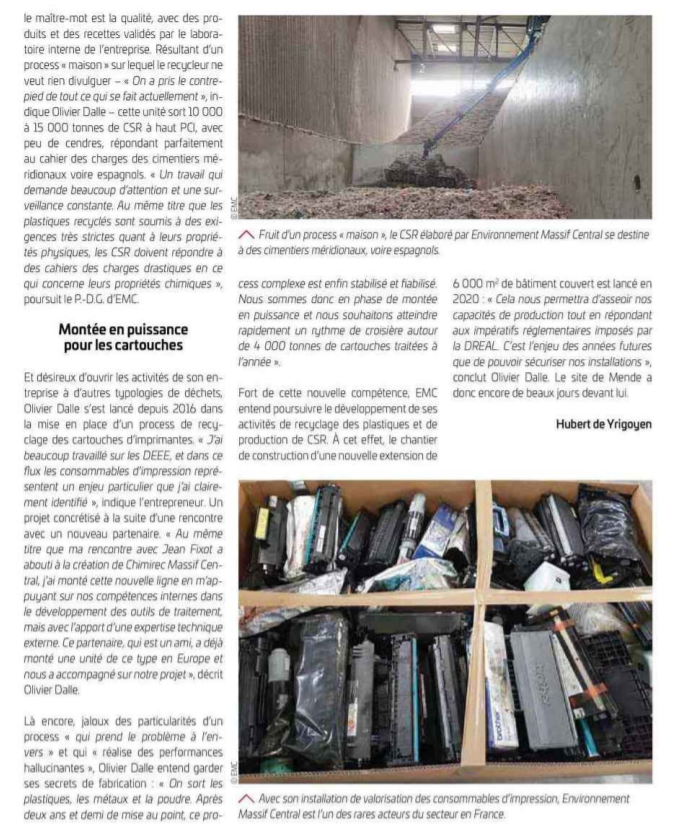 le maître-mot est la qualité, avec des pro-
duits et des recettes validés par le labora-
toire interne de l'entreprise. Résultant d'un
process « maison » sur lequel le recycleur ne
veut rien divulguer – « On a pris le contre-
pied de tout ce qui se fait actuellement », in-
dique Olivier Dalle – cette unité sort 10 000
à 15 000 tonnes de CSR à haut PCI, avec
peu de cendres, répondant parfaitement
au cahier des charges des cimentiers mé-
ridionaux voire espagnols. « Un travail qui
demande beaucoup d'attention et une sur-
veillance constante. Au même titre que les
plastiques recyclés sont soumis à des exi-
gences très strictes quant à leurs proprié-
tés physiques, les CSR doivent répondre à
des cahiers des charges drastiques en ce
qui concerne leurs propriétés chimiques »,
poursuit le P.-D.G. d'EMC.
Montée en puissance
pour les cartouches
Et désireux d'ouvrir les activités de son en-
treprise à d'autres typologies de déchets,
Olivier Dalle s'est lancé depuis 2016 dans
la mise en place d'un process de recy-
clage des cartouches d'imprimantes. « J'ai
beaucoup travaillé sur les DEEE, et dans ce
flux les consommables d'impression repré-
sentent un enjeu particulier que j'ai claire-
ment identifié », indique l'entrepreneur. Un
projet concrétisé à la suite d'une rencontre
avec un nouveau partenaire. « Au même
titre que ma rencontre avec Jean Fixot a
abouti à la création de Chimirec Massif Cen-
tral, j'ai monté cette nouvelle ligne en m'ap-
puyant sur nos compétences internes dans
le développement des outils de traitement,
mais avec l'apport d'une expertise technique
externe. Ce partenaire, qui est un ami, a déjà
monté une unité de ce type en Europe et
nous a accompagné sur notre projet », décrit
Olivier Dalle.
Là encore, jaloux des particularités d'un
process « qui prend le problème à l'en-
vers » et qui « réalise des performances
hallucinantes », Olivier Dalle entend garder
ses secrets de fabrication : « On sort les
plastiques, les métaux et la poudre. Après
deux ans et demi de mise au point, ce pro-
© EMC
Fruit d'un process « maison », le CSR élaboré par Environnement Massif Central se destine
à des cimentiers méridionaux, voire espagnols.
cess complexe est enfin stabilisé et fiabilisé.
Nous sommes donc en phase de montée
en puissance et nous souhaitons atteindre
rapidement un rythme de croisière autour
de 4 000 tonnes de cartouches traitées à
l'année ».
Fort de cette nouvelle compétence, EMC
entend poursuivre le développement de ses
activités de recyclage des plastiques et de
production de CSR. À cet effet, le chantier
de construction d'une nouvelle extension de
6 000 m² de bâtiment couvert est lancé en
2020 : « Cela nous permettra d'asseoir nos
capacités de production tout en répondant
aux impératifs réglementaires imposés par
la DREAL. C'est l'enjeu des années futures
que de pouvoir sécuriser nos installations »,
conclut Olivier Dalle. Le site de Mende a
donc encore de beaux jours devant lui.
Hubert de Yrigoyen
brother
© EMC
Avec son installation de valorisation des consommables d'impression, Environnement
Massif Central est l'un des rares acteurs du secteur en France.